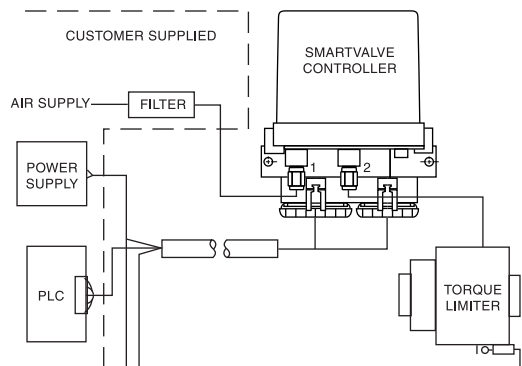 CUSTOMER SUPPLIED
SMARTVALVE
CONTROLLER
AIR SUPPLY
FILTER
1
2
POWER
SUPPLY
PLC
TORQUE
LIMITER